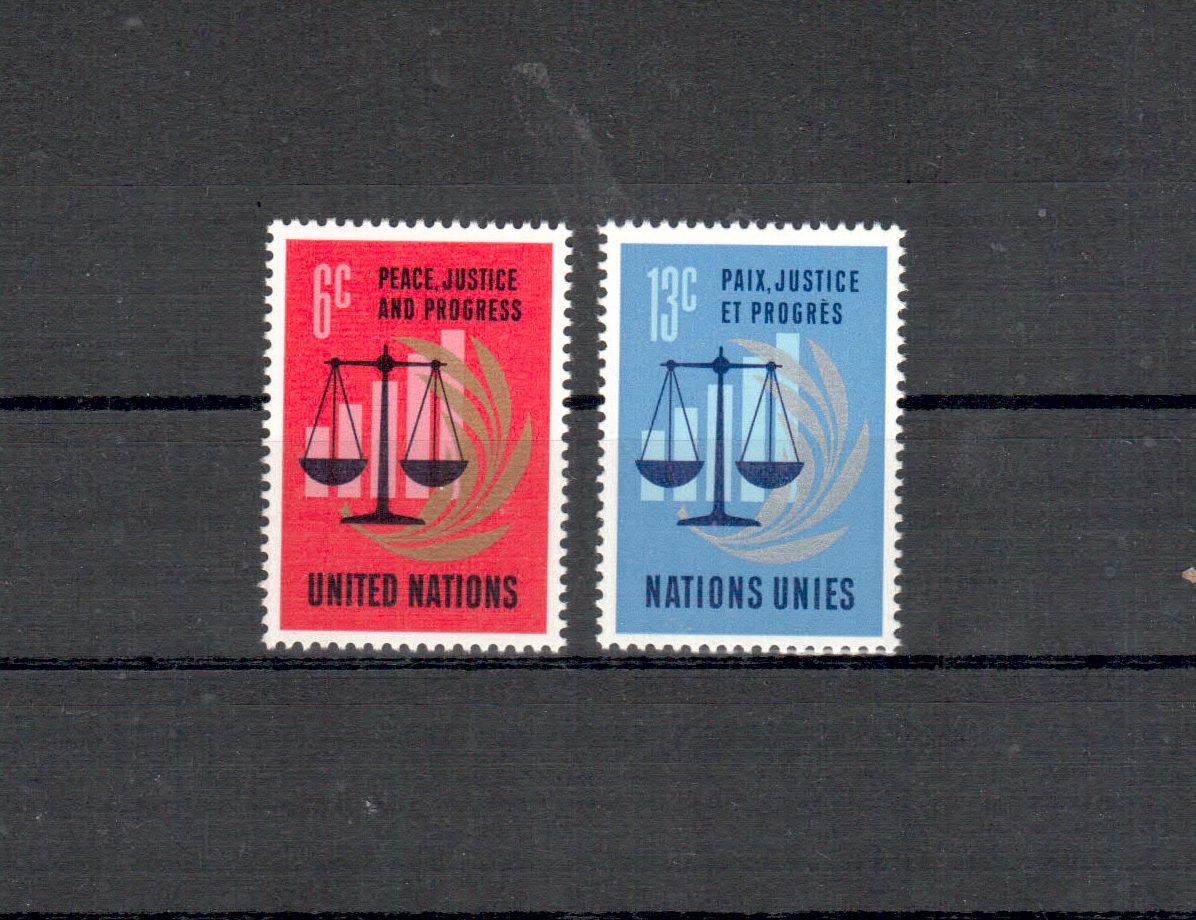 6c
PEACE, JUSTICE
AND PROGRESS
UNITED NATIONS
13c
PAIX, JUSTICE
ET PROGRÈS
NATIONS UNIES